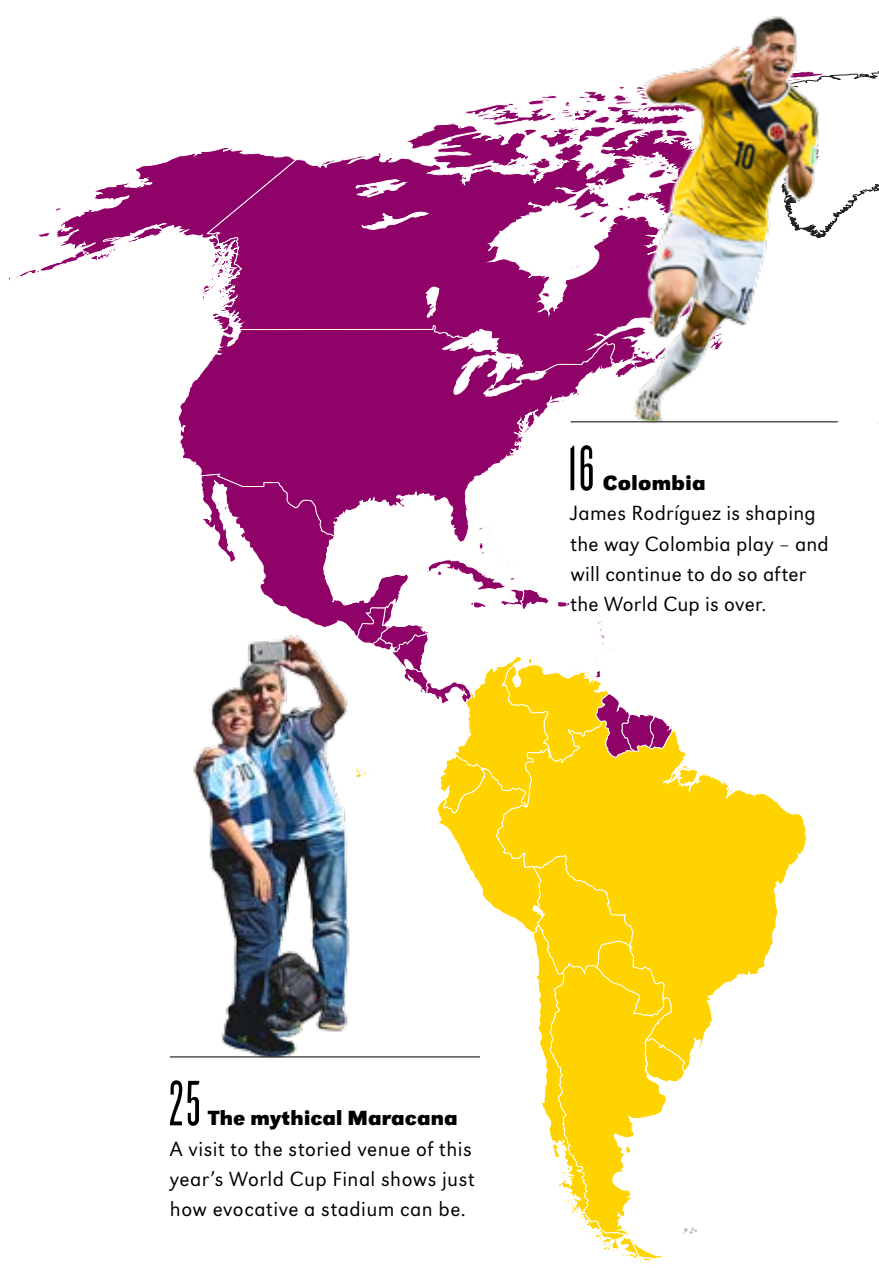 10
10
16 Colombia
James Rodríguez is shaping
the way Colombia play – and
will continue to do so after
the World Cup is over.
10
25 The mythical Maracana
A visit to the storied venue of this
year’s World Cup Final shows just
how evocative a stadium can be.